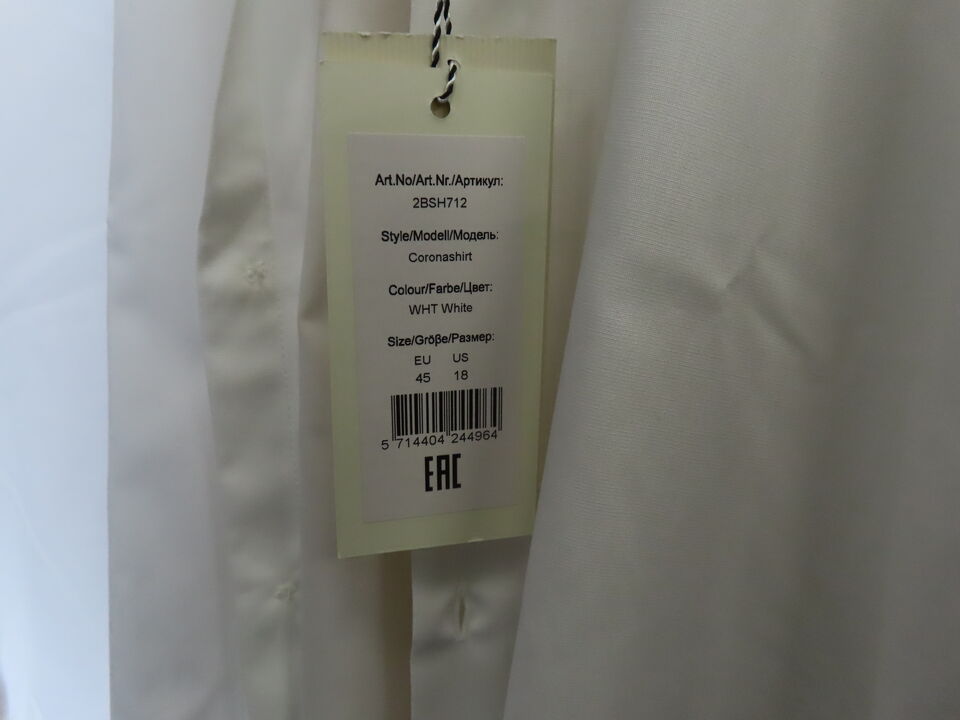 Art.No/Art.Nr./Артикул:
2BSH712
Style/Modell/Модель:
Coronashirt
Colour/Farbe/Цвет:
WHT White
Size/Größe/Размер:
EU US
45 18
5 714404 244964
EAC